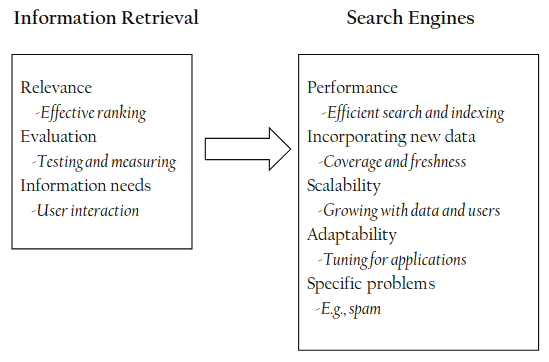 Information Retrieval
Search Engines
Relevance
-Effective ranking
Evaluation
-Testing and measuring
Information needs
-User interaction
Performance
-Efficient search and indexing
Incorporating new data
-Coverage and freshness
Scalability
-Growing with data and users
Adaptability
-Tuning for applications
Specific problems
-E.g., spam